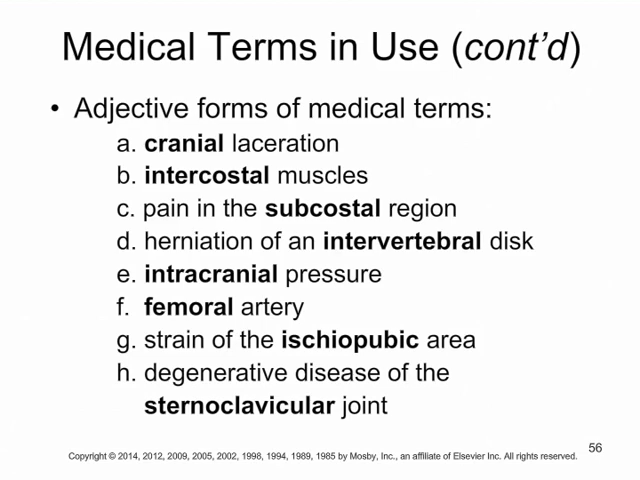 Medical Terms in Use (cont’d)
• Adjective forms of medical terms:
a. cranial laceration
b. intercostal muscles
c. pain in the subcostal region
d. herniation of an intervertebral disk
e. intracranial pressure
f. femoral artery
g. strain of the ischiopubic area
h. degenerative disease of the
sternoclavicular joint
56
Copyright © 2014, 2012, 2009, 2005, 2002, 1998, 1994, 1989, 1985 by Mosby, Inc., an affiliate of Elsevier Inc. All rights reserved.